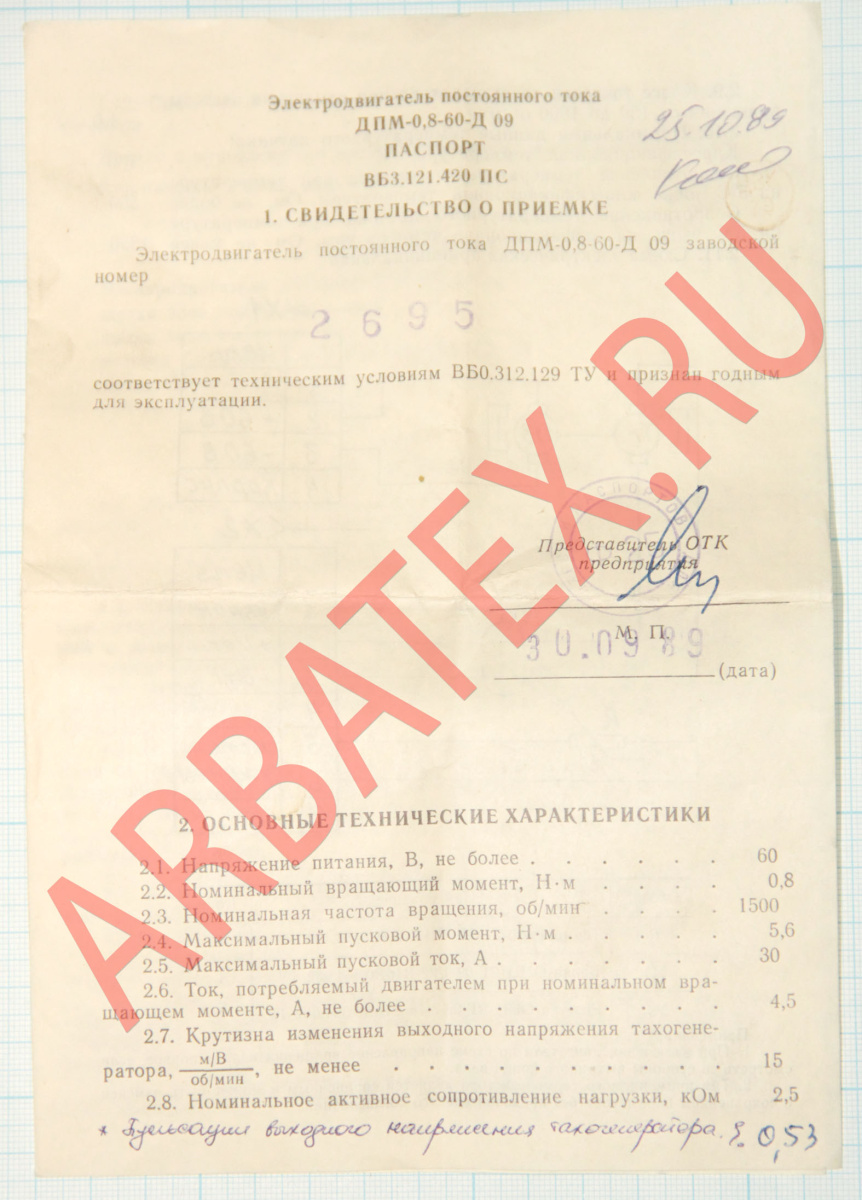 Электродвигатель постоянного тока
ДПМ-0,8-60-Д 09
ПАСПОРТ
ВБ3.121.420 ПС
25.10.89
1. СВИДЕТЕЛЬСТВО О ПРИЕМКЕ
Электродвигатель постоянного тока ДПМ-0,8-60-Д 09 заводской
номер
2695
соответствует техническим условиям ВБ0.312.129 ТУ и признан годным
для эксплуатации.
Представитель ОТК
предприятия
М. П.
30.09 89
(дата)
ARBATEX.RU
2. ОСНОВНЫЕ ТЕХНИЧЕСКИЕ ХАРАКТЕРИСТИКИ
2.1. Напряжение питания, В, не более . . . . . . 60
2.2. Номинальный вращающий момент, Н·м . . . . 0,8
2.3. Номинальная частота вращения, об/мин . . . . 1500
2.4. Максимальный пусковой момент, Н·м . . . . . 5,6
2.5. Максимальный пусковой ток, А . . . . . . . 30
2.6. Ток, потребляемый двигателем при номинальном вра-
щающем моменте, А, не более . . . . . . . . . 4,5
2.7. Крутизна изменения выходного напряжения тахогене-
ратора, м/В / об/мин, не менее . . . . . . . . . . 15
2.8. Номинальное активное сопротивление нагрузки, кОм 2,5
* Пульсации выходного напряжения тахогенератора 0,53